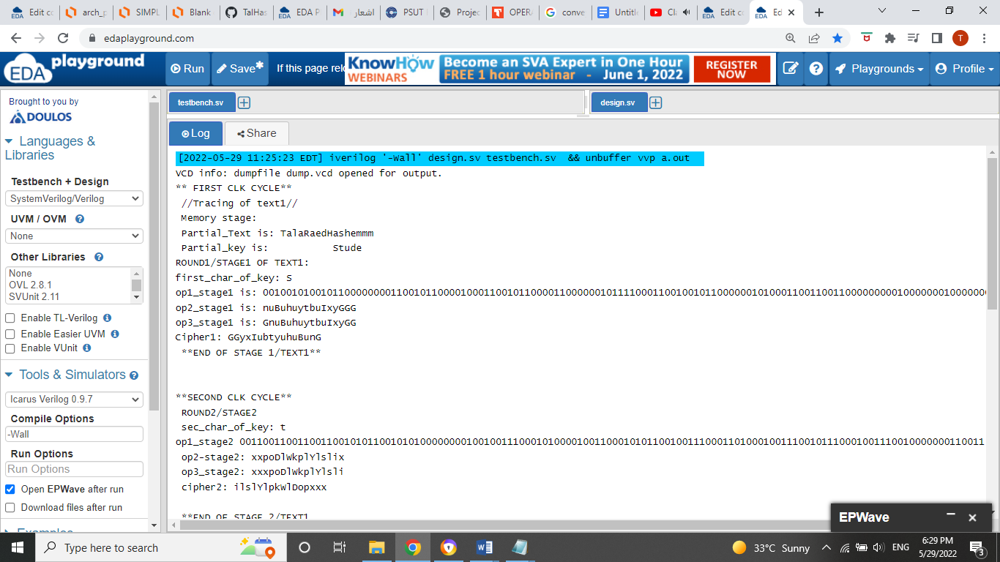 Edit co
arch_p
SIMPL
Blank
TalHas
EDA P
اشعار
PSUT
Projec
OPERA
conve
Untitle
Cla
Edit co
Ed
edaplayground.com
T
EDA playground
Run
Save*
If this page relo
KnowHow WEBINARS
Become an SVA Expert in One Hour
FREE 1 hour webinar - June 1, 2022
REGISTER NOW
Playgrounds
Profile
Brought to you by
DOULOS
Languages & Libraries
Testbench + Design
SystemVerilog/Verilog
UVM / OVM
None
Other Libraries
None
OVL 2.8.1
SVUnit 2.11
Enable TL-Verilog
Enable Easier UVM
Enable VUnit
Tools & Simulators
Icarus Verilog 0.9.7
Compile Options
-Wall
Run Options
Run Options
Open EPWave after run
Download files after run
Examples
testbench.sv
design.sv
Log
Share
[2022-05-29 11:25:23 EDT] iverilog '-Wall' design.sv testbench.sv && unbuffer vvp a.out
VCD info: dumpfile dump.vcd opened for output.
** FIRST CLK CYCLE**
//Tracing of text1//
Memory stage:
Partial_Text is: TalaRaedHashemmm
Partial_key is: Stude
ROUND1/STAGE1 OF TEXT1:
first_char_of_key: S
op1_stage1 is:
op2_stage1 is: nuBuhuytbuIxyGGG
op3_stage1 is: GnuBuhuytbuIxyGG
Cipher1: GGyxIubtyuhuBunG
**END OF STAGE 1/TEXT1**
**SECOND CLK CYCLE**
ROUND2/STAGE2
sec_char_of_key: t
op1_stage2
op2-stage2: xxpoDlWkplYlslix
op3_stage2: xxxpoDlWkplYlsli
cipher2: ilslYlpkWlDopxxx
**END OF STAGE 2/TEXT1
EPWave
Type here to search
33°C Sunny
ENG
6:29 PM
5/29/2022
3